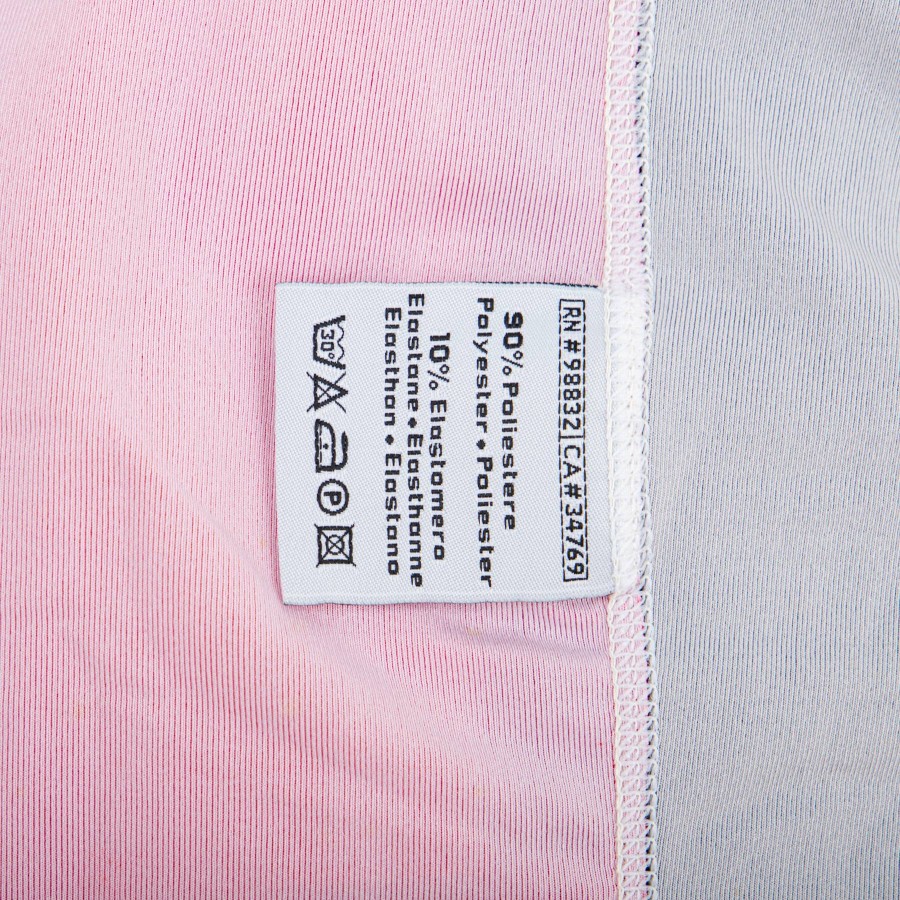 RN # 98832 CA # 34769
90% Poliestere
Polyester ◆ Poliester
10% Elastomero
Elastane ◆ Elasthanne
Elasthan ◆ Elastano
30° P